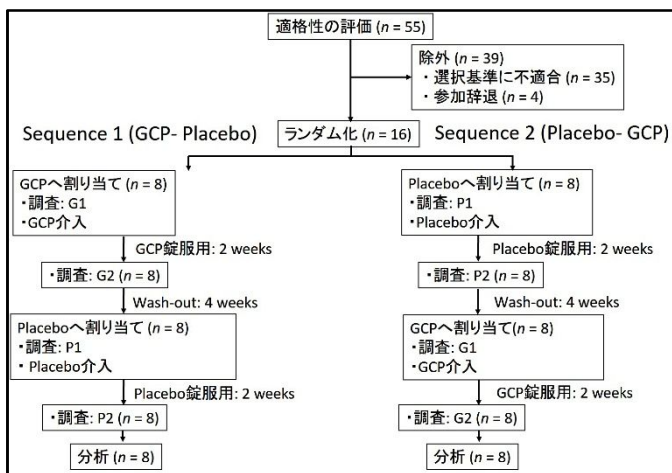 適格性の評価 (n = 55)
除外 (n = 39)
・選択基準に不適合 (n = 35)
・参加辞退 (n = 4)
Sequence 1 (GCP- Placebo)
ランダム化 (n = 16)
Sequence 2 (Placebo- GCP)
GCPへ割り当て (n = 8)
・調査: G1
・GCP介入
GCP錠服用: 2 weeks
・調査: G2 (n = 8)
Wash-out: 4 weeks
Placeboへ割り当て (n = 8)
・調査: P1
・ Placebo介入
Placebo錠服用: 2 weeks
・調査: P2 (n = 8)
分析 (n = 8)
Placeboへ割り当て (n = 8)
・調査: P1
・Placebo介入
Placebo錠服用: 2 weeks
・調査: P2 (n = 8)
Wash-out: 4 weeks
GCPへ割り当て (n = 8)
・調査: G1
・GCP介入
GCP錠服用: 2 weeks
・調査: G2 (n = 8)
分析 (n = 8)